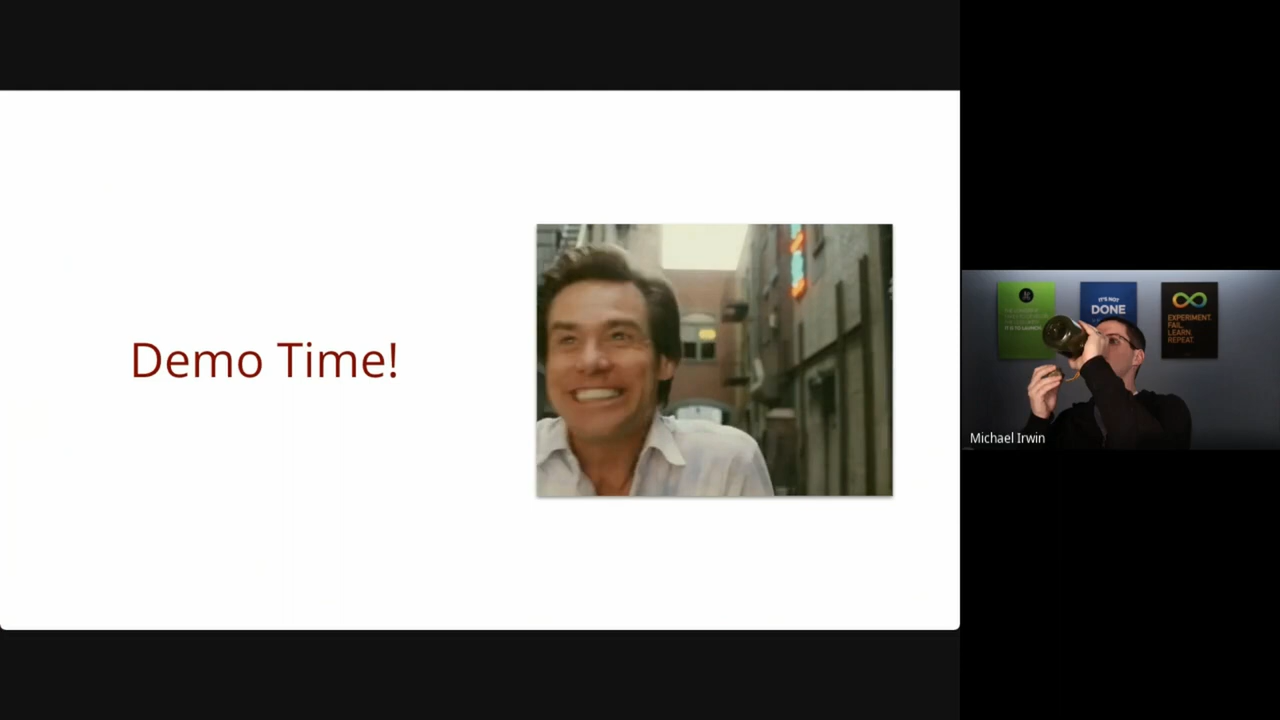 Demo Time!
IT'S NOT
DONE
EXPERIMENT.
FAIL.
LEARN.
REPEAT.
Michael Irwin